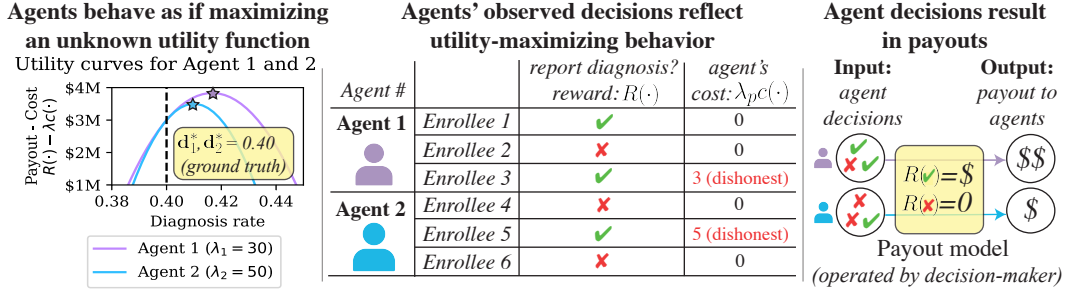 Agents behave as if maximizing
an unknown utility function
Utility curves for Agent 1 and 2
Payout - Cost
R(·) − λc(·)
$4M
$3M
$2M
$1M
d₁*, d₂* = 0.40
(ground truth)
0.38 0.40 0.42 0.44
Diagnosis rate
Agent 1 (λ₁ = 30)
Agent 2 (λ₂ = 50)
Agents' observed decisions reflect
utility-maximizing behavior
Agent #
report diagnosis?
reward: R(·)
agent's
cost: λₚc(·)
Agent 1
Enrollee 1 ✔ 0
Enrollee 2 ✘ 0
Enrollee 3 ✔ 3 (dishonest)
Agent 2
Enrollee 4 ✘ 0
Enrollee 5 ✔ 5 (dishonest)
Enrollee 6 ✘ 0
Agent decisions result
in payouts
Input:
agent
decisions
Output:
payout to
agents
R(✔)=$
R(✘)=0
$$
$
Payout model
(operated by decision-maker)